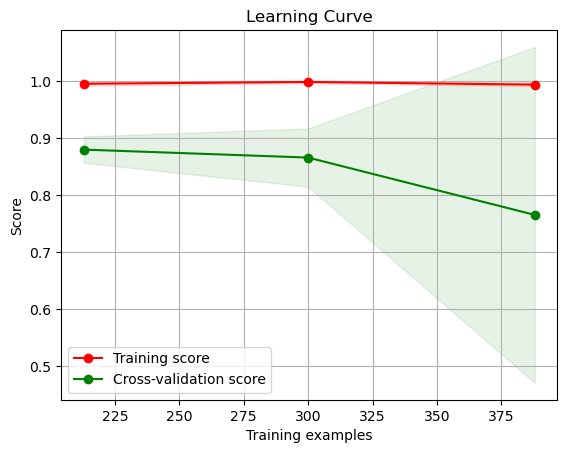 Learning Curve
1.0
0.9
0.8
0.7
0.6
0.5
Score
Training score
Cross-validation score
225 250 275 300 325 350 375
Training examples